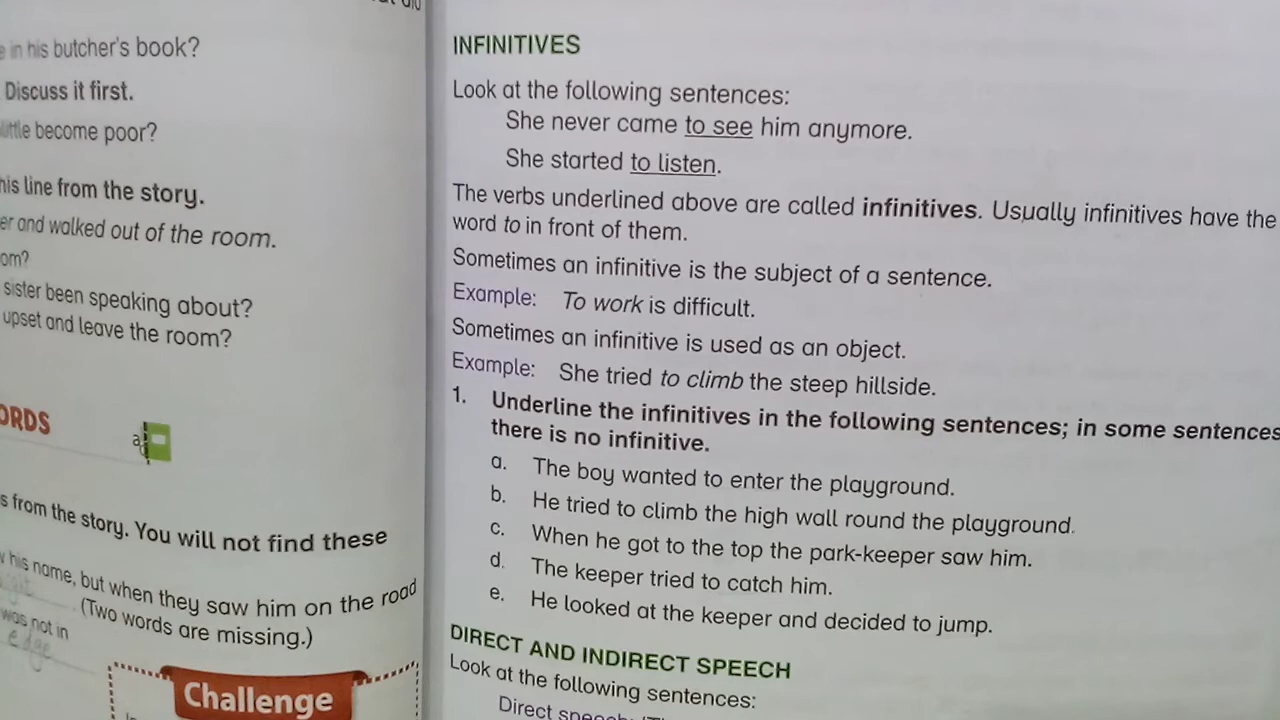 in his butcher's book?
Discuss it first.
become poor?
his line from the story.
and walked out of the room.
sister been speaking about?
upset and leave the room?
from the story. You will not find these
his name, but when they saw him on the road
(Two words are missing.)
was not in
edge
Challenge
INFINITIVES
Look at the following sentences:
She never came to see him anymore.
She started to listen.
The verbs underlined above are called infinitives. Usually infinitives have the
word to in front of them.
Sometimes an infinitive is the subject of a sentence.
Example: To work is difficult.
Sometimes an infinitive is used as an object.
Example: She tried to climb the steep hillside.
1. Underline the infinitives in the following sentences; in some sentences
there is no infinitive.
a. The boy wanted to enter the playground.
b. He tried to climb the high wall round the playground.
c. When he got to the top the park-keeper saw him.
d. The keeper tried to catch him.
e. He looked at the keeper and decided to jump.
DIRECT AND INDIRECT SPEECH
Look at the following sentences:
Direct